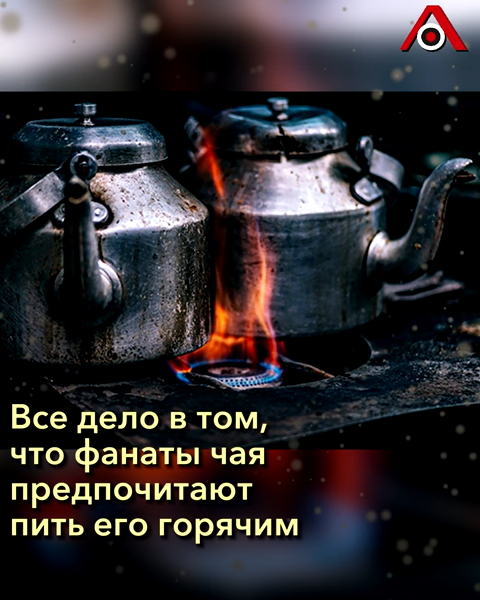 Все дело в том,
что фанаты чая
предпочитают
пить его горячим